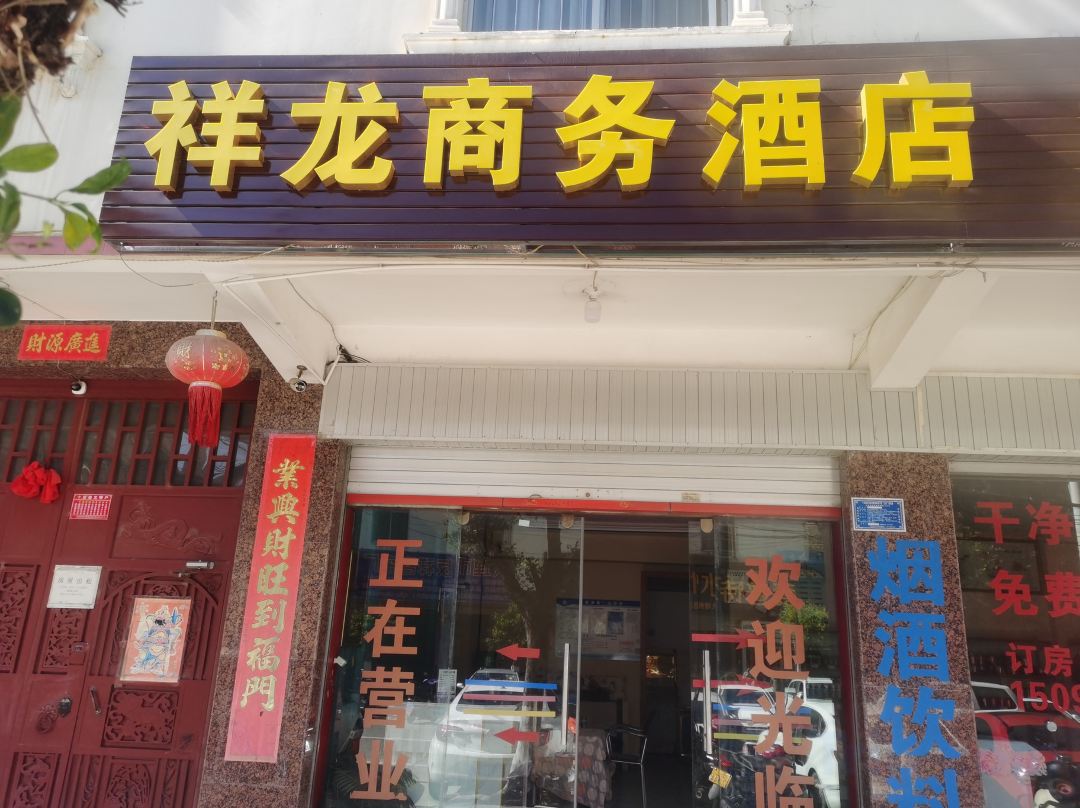 祥龙商务酒店
財源廣進
業興財旺到福門
正在营业
欢迎光临
烟酒饮料
干净
免费
订房
1509